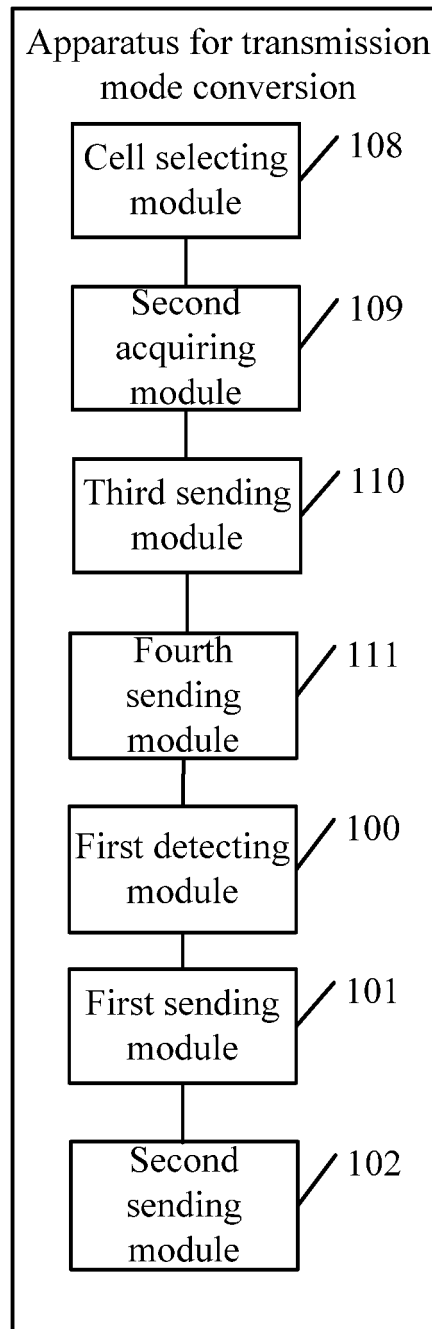 Apparatus for transmission
mode conversion
Cell selecting
module
108
Second
acquiring
module
109
Third sending
module
110
Fourth
sending
module
111
First detecting
module
100
First sending
module
101
Second
sending
module
102